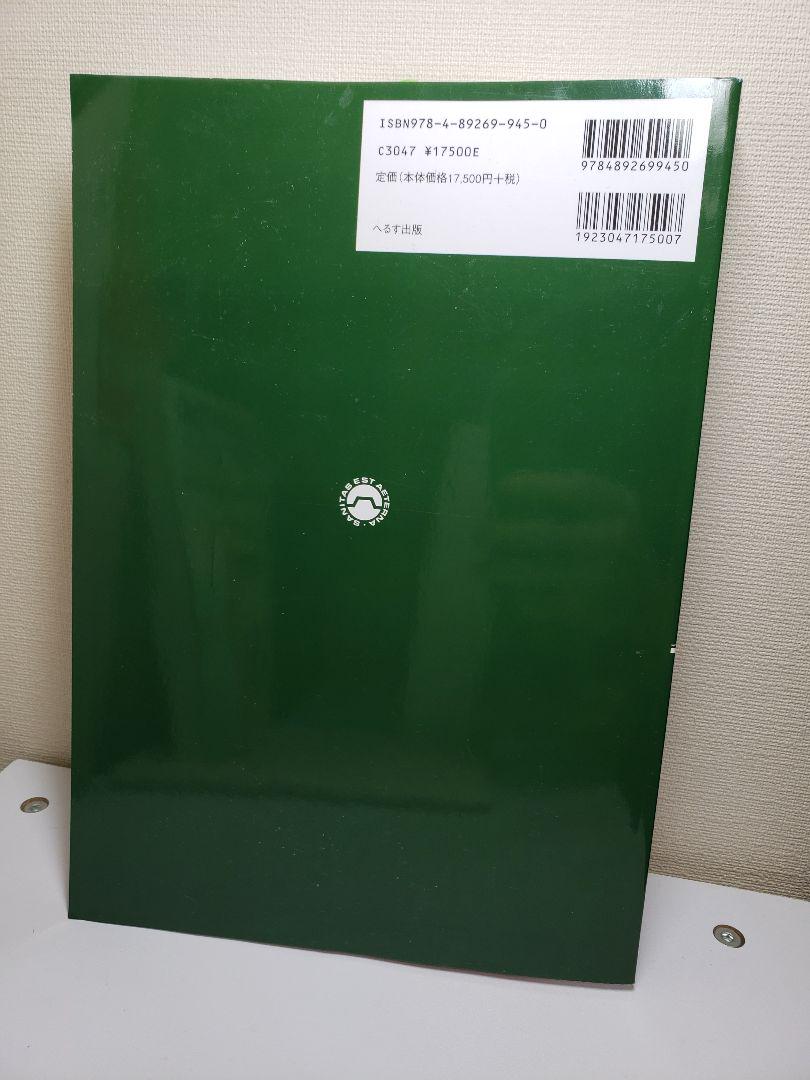 ISBN978-4-89269-945-0
C3047 ¥17500E
定価(本体価格17,500円+税)
へるす出版
9784892699450
1923047175007
SANITAS EST AETERNA ·